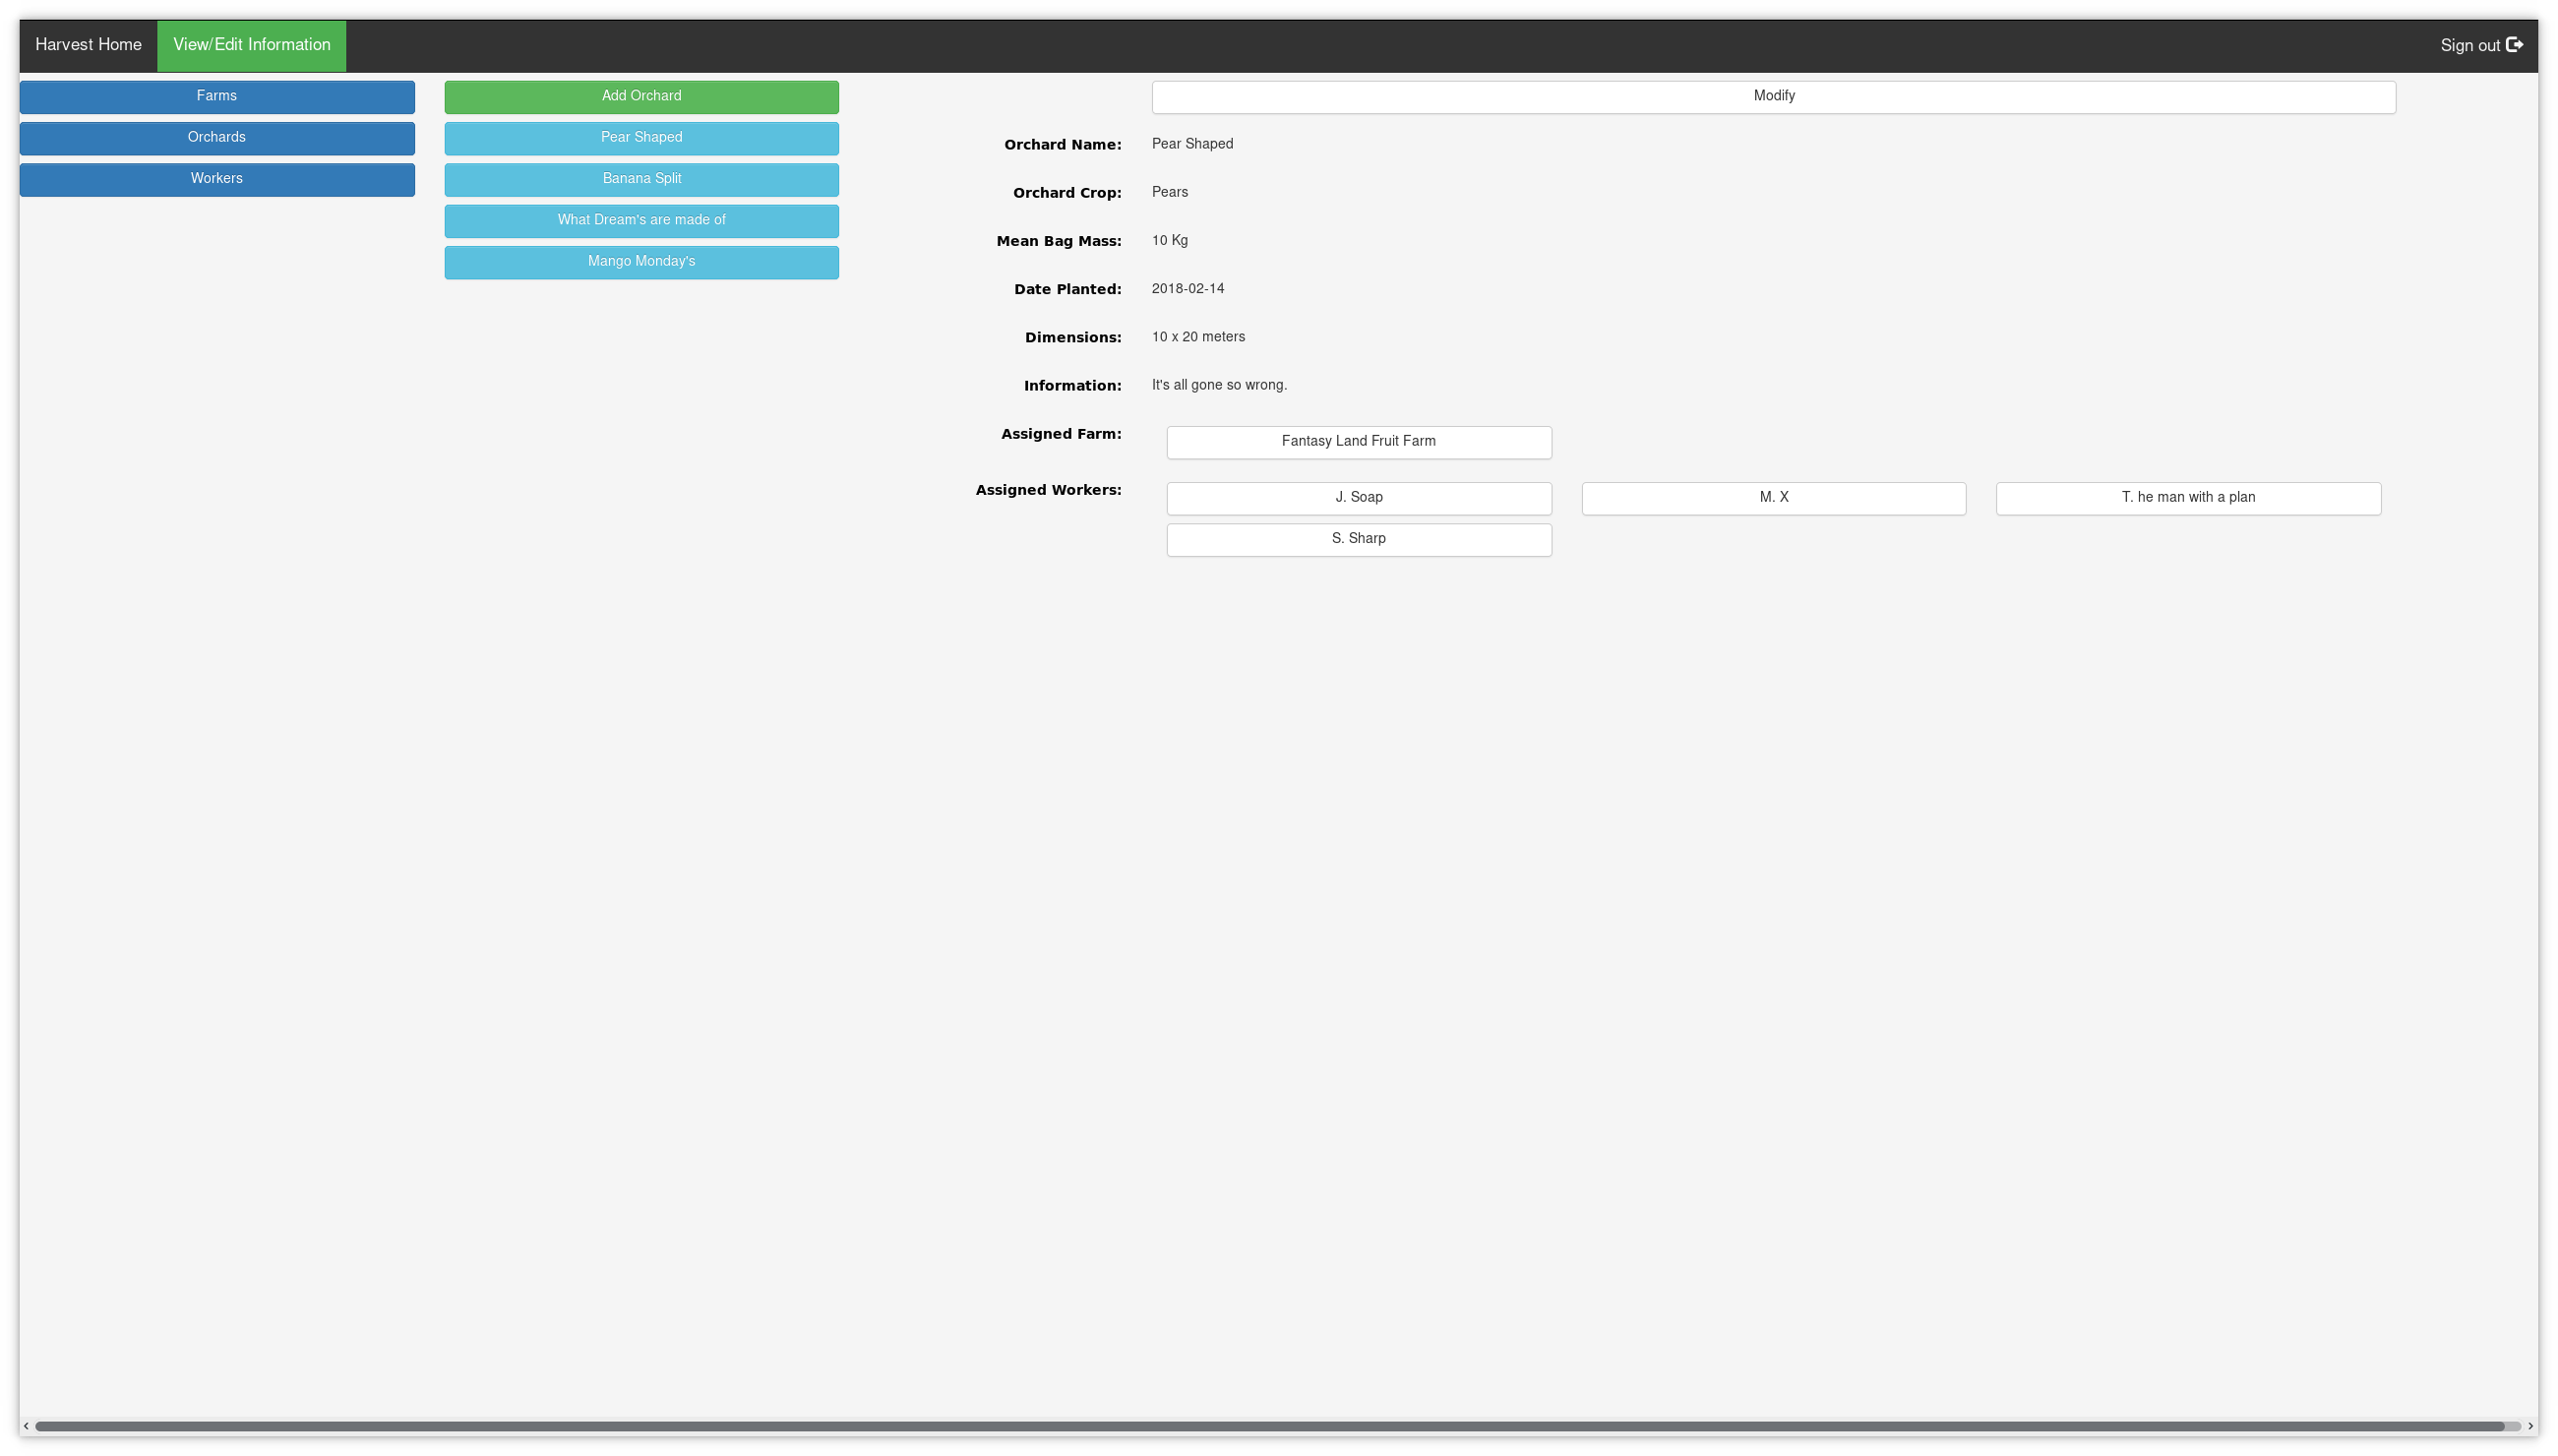 Harvest Home View/Edit Information Sign out
Farms
Orchards
Workers
Add Orchard
Pear Shaped
Banana Split
What Dream's are made of
Mango Monday's
Modify
Orchard Name: Pear Shaped
Orchard Crop: Pears
Mean Bag Mass: 10 Kg
Date Planted: 2018-02-14
Dimensions: 10 x 20 meters
Information: It's all gone so wrong.
Assigned Farm: Fantasy Land Fruit Farm
Assigned Workers: J. Soap M. X T. he man with a plan
S. Sharp